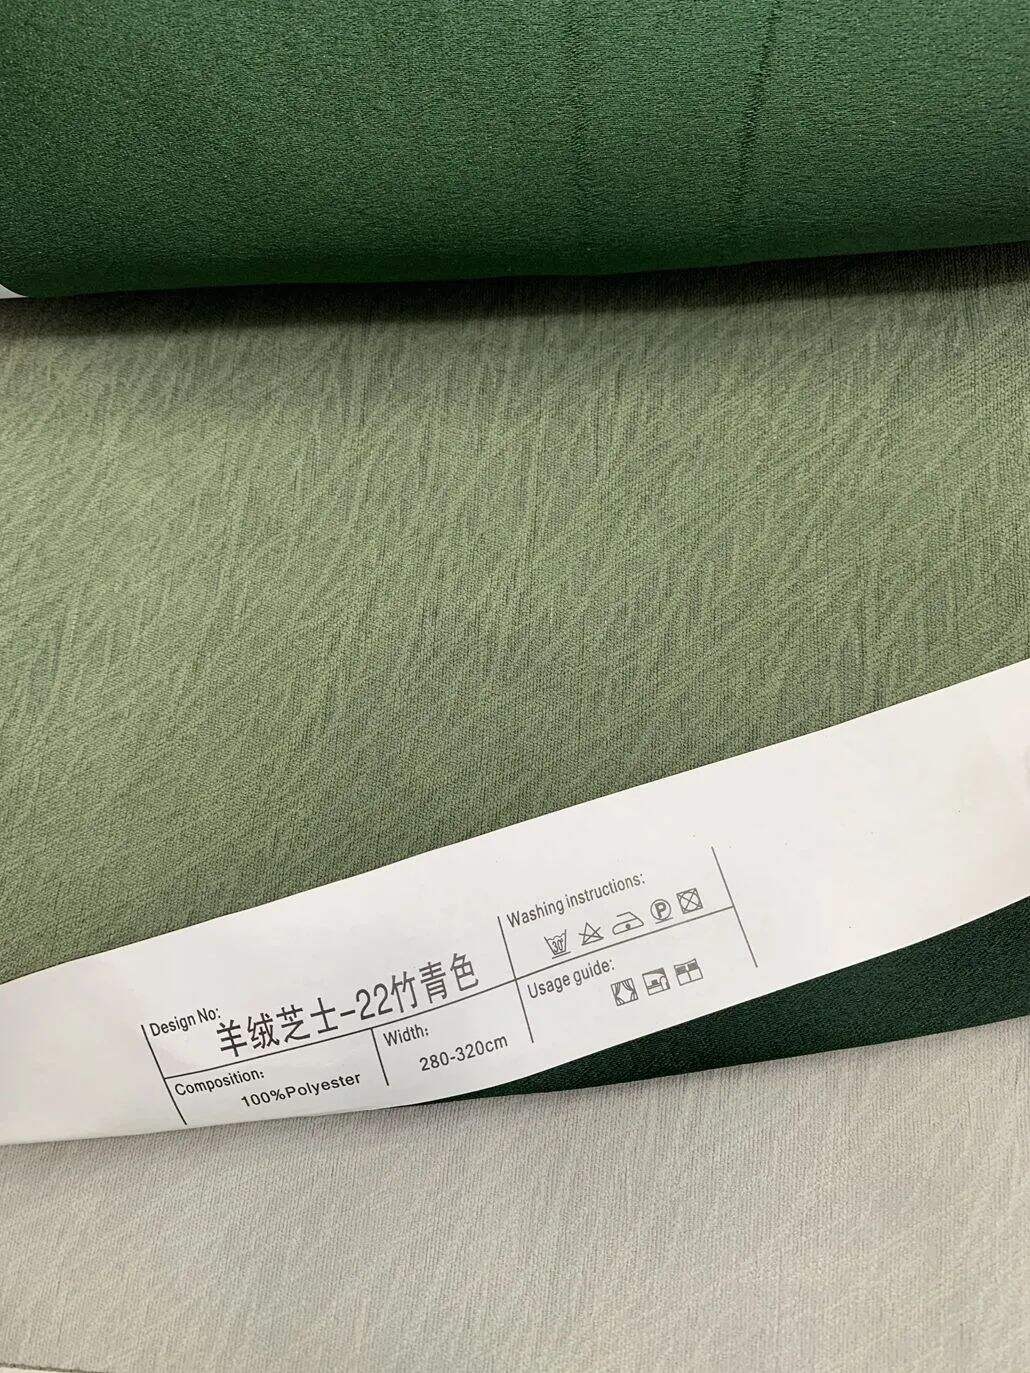 Design No:
羊绒芝士-22竹青色
Composition:
100%Polyester
Width:
280-320cm
Washing instructions:
30°
P
Usage guide: